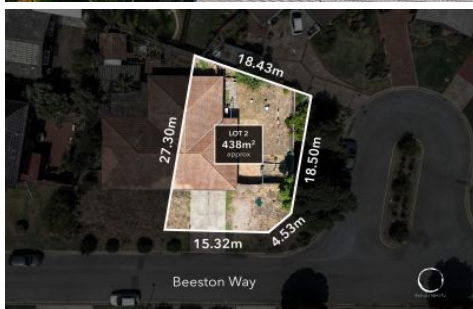 18.43m
27.30m
LOT 2
438m²
approx
18.50m
4.53m
15.32m
Beeston Way